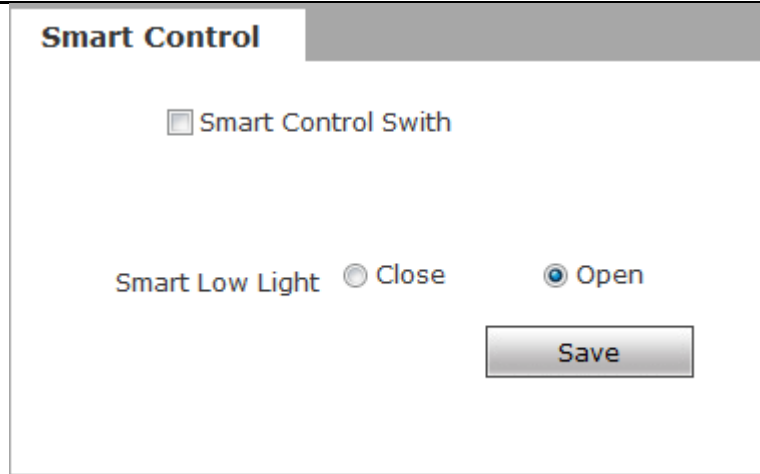 Smart Control
Smart Control Swith
Smart Low Light Close Open
Save